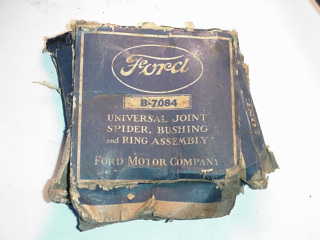 Ford
B-7084
UNIVERSAL JOINT
SPIDER, BUSHING
and RING ASSEMBLY
FORD MOTOR COMPANY